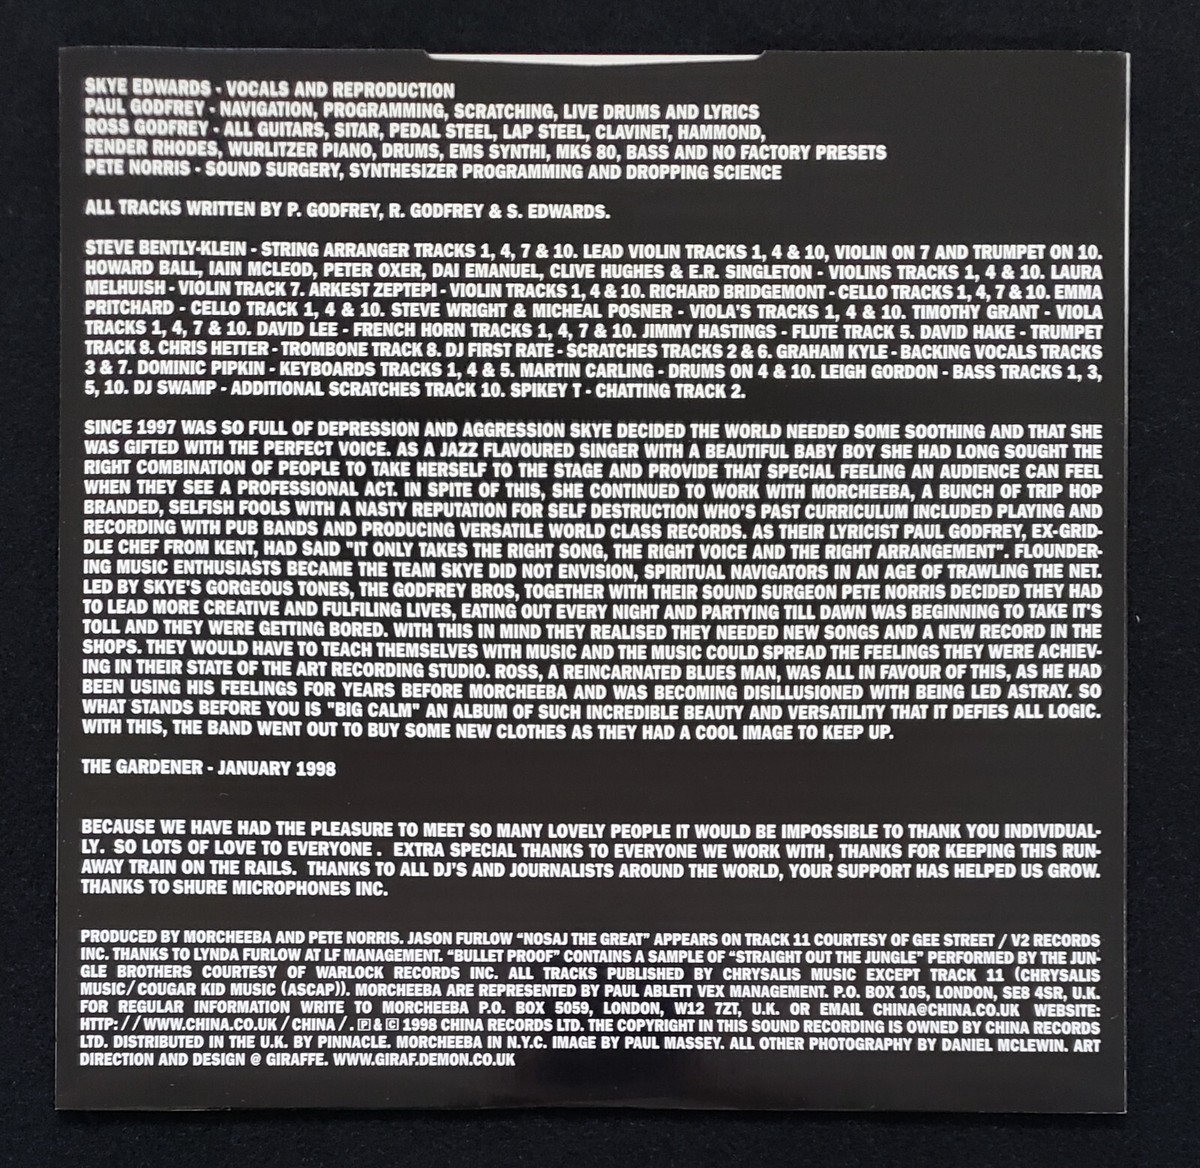 SKYE EDWARDS - VOCALS AND REPRODUCTION
PAUL GODFREY - NAVIGATION, PROGRAMMING, SCRATCHING, LIVE DRUMS AND LYRICS
ROSS GODFREY - ALL GUITARS, SITAR, PEDAL STEEL, LAP STEEL, CLAVINET, HAMMOND,
FENDER RHODES, WURLITZER PIANO, DRUMS, EMS SYNTHI, MKS 80, BASS AND NO FACTORY PRESETS
PETE NORRIS - SOUND SURGERY, SYNTHESIZER PROGRAMMING AND DROPPING SCIENCE
ALL TRACKS WRITTEN BY P. GODFREY, R. GODFREY & S. EDWARDS.
STEVE BENTLY-KLEIN - STRING ARRANGER TRACKS 1, 4, 7 & 10. LEAD VIOLIN TRACKS 1, 4 & 10, VIOLIN ON 7 AND TRUMPET ON 10.
HOWARD BALL, IAIN MCLEOD, PETER OXER, DAI EMANUEL, CLIVE HUGHES & E.R. SINGLETON - VIOLINS TRACKS 1, 4 & 10. LAURA
MELHUISH - VIOLIN TRACK 7. ARKEST ZEPTEPI - VIOLIN TRACKS 1, 4 & 10. RICHARD BRIDGEMONT - CELLO TRACKS 1, 4, 7 & 10. EMMA
PRITCHARD - CELLO TRACK 1, 4 & 10. STEVE WRIGHT & MICHEAL POSNER - VIOLA'S TRACKS 1, 4 & 10. TIMOTHY GRANT - VIOLA
TRACKS 1, 4, 7 & 10. DAVID LEE - FRENCH HORN TRACKS 1, 4, 7 & 10. JIMMY HASTINGS - FLUTE TRACK 5. DAVID HAKE - TRUMPET
TRACK 8. CHRIS HETTER - TROMBONE TRACK 8. DJ FIRST RATE - SCRATCHES TRACKS 2 & 6. GRAHAM KYLE - BACKING VOCALS TRACKS
3 & 7. DOMINIC PIPKIN - KEYBOARDS TRACKS 1, 4 & 5. MARTIN CARLING - DRUMS ON 4 & 10. LEIGH GORDON - BASS TRACKS 1, 3,
5, 10. DJ SWAMP - ADDITIONAL SCRATCHES TRACK 10. SPIKEY T - CHATTING TRACK 2.
SINCE 1997 WAS SO FULL OF DEPRESSION AND AGGRESSION SKYE DECIDED THE WORLD NEEDED SOME SOOTHING AND THAT SHE
WAS GIFTED WITH THE PERFECT VOICE. AS A JAZZ FLAVOURED SINGER WITH A BEAUTIFUL BABY BOY SHE HAD LONG SOUGHT THE
RIGHT COMBINATION OF PEOPLE TO TAKE HERSELF TO THE STAGE AND PROVIDE THAT SPECIAL FEELING AN AUDIENCE CAN FEEL
WHEN THEY SEE A PROFESSIONAL ACT. IN SPITE OF THIS, SHE CONTINUED TO WORK WITH MORCHEEBA, A BUNCH OF TRIP HOP
BRANDED, SELFISH FOOLS WITH A NASTY REPUTATION FOR SELF DESTRUCTION WHO'S PAST CURRICULUM INCLUDED PLAYING AND
RECORDING WITH PUB BANDS AND PRODUCING VERSATILE WORLD CLASS RECORDS. AS THEIR LYRICIST PAUL GODFREY, EX-GRID-
DLE CHEF FROM KENT, HAD SAID "IT ONLY TAKES THE RIGHT SONG, THE RIGHT VOICE AND THE RIGHT ARRANGEMENT". FLOUNDER-
ING MUSIC ENTHUSIASTS BECAME THE TEAM SKYE DID NOT ENVISION, SPIRITUAL NAVIGATORS IN AN AGE OF TRAWLING THE NET.
LED BY SKYE'S GORGEOUS TONES, THE GODFREY BROS, TOGETHER WITH THEIR SOUND SURGEON PETE NORRIS DECIDED THEY HAD
TO LEAD MORE CREATIVE AND FULFILING LIVES, EATING OUT EVERY NIGHT AND PARTYING TILL DAWN WAS BEGINNING TO TAKE IT'S
TOLL AND THEY WERE GETTING BORED. WITH THIS IN MIND THEY REALISED THEY NEEDED NEW SONGS AND A NEW RECORD IN THE
SHOPS. THEY WOULD HAVE TO TEACH THEMSELVES WITH MUSIC AND THE MUSIC COULD SPREAD THE FEELINGS THEY WERE ACHIEV-
ING IN THEIR STATE OF THE ART RECORDING STUDIO. ROSS, A REINCARNATED BLUES MAN, WAS ALL IN FAVOUR OF THIS, AS HE HAD
BEEN USING HIS FEELINGS FOR YEARS BEFORE MORCHEEBA AND WAS BECOMING DISILLUSIONED WITH BEING LED ASTRAY. SO
WHAT STANDS BEFORE YOU IS "BIG CALM" AN ALBUM OF SUCH INCREDIBLE BEAUTY AND VERSATILITY THAT IT DEFIES ALL LOGIC.
WITH THIS, THE BAND WENT OUT TO BUY SOME NEW CLOTHES AS THEY HAD A COOL IMAGE TO KEEP UP.
THE GARDENER - JANUARY 1998
BECAUSE WE HAVE HAD THE PLEASURE TO MEET SO MANY LOVELY PEOPLE IT WOULD BE IMPOSSIBLE TO THANK YOU INDIVIDUAL-
LY. SO LOTS OF LOVE TO EVERYONE . EXTRA SPECIAL THANKS TO EVERYONE WE WORK WITH , THANKS FOR KEEPING THIS RUN-
AWAY TRAIN ON THE RAILS. THANKS TO ALL DJ'S AND JOURNALISTS AROUND THE WORLD, YOUR SUPPORT HAS HELPED US GROW.
THANKS TO SHURE MICROPHONES INC.
PRODUCED BY MORCHEEBA AND PETE NORRIS. JASON FURLOW "NOSAJ THE GREAT" APPEARS ON TRACK 11 COURTESY OF GEE STREET / V2 RECORDS
INC. THANKS TO LYNDA FURLOW AT LF MANAGEMENT. "BULLET PROOF" CONTAINS A SAMPLE OF "STRAIGHT OUT THE JUNGLE" PERFORMED BY THE JUN-
GLE BROTHERS COURTESY OF WARLOCK RECORDS INC. ALL TRACKS PUBLISHED BY CHRYSALIS MUSIC EXCEPT TRACK 11 (CHRYSALIS
MUSIC/COUGAR KID MUSIC (ASCAP)). MORCHEEBA ARE REPRESENTED BY PAUL ABLETT VEX MANAGEMENT. P.O. BOX 105, LONDON, SE8 4SR, U.K.
FOR REGULAR INFORMATION WRITE TO MORCHEEBA P.O. BOX 5059, LONDON, W12 7ZT, U.K. OR EMAIL CHINA@CHINA.CO.UK WEBSITE:
HTTP://WWW.CHINA.CO.UK/CHINA/. ℗ & © 1998 CHINA RECORDS LTD. THE COPYRIGHT IN THIS SOUND RECORDING IS OWNED BY CHINA RECORDS
LTD. DISTRIBUTED IN THE U.K. BY PINNACLE. MORCHEEBA IN N.Y.C. IMAGE BY PAUL MASSEY. ALL OTHER PHOTOGRAPHY BY DANIEL MCLEWIN. ART
DIRECTION AND DESIGN @ GIRAFFE. WWW.GIRAF.DEMON.CO.UK